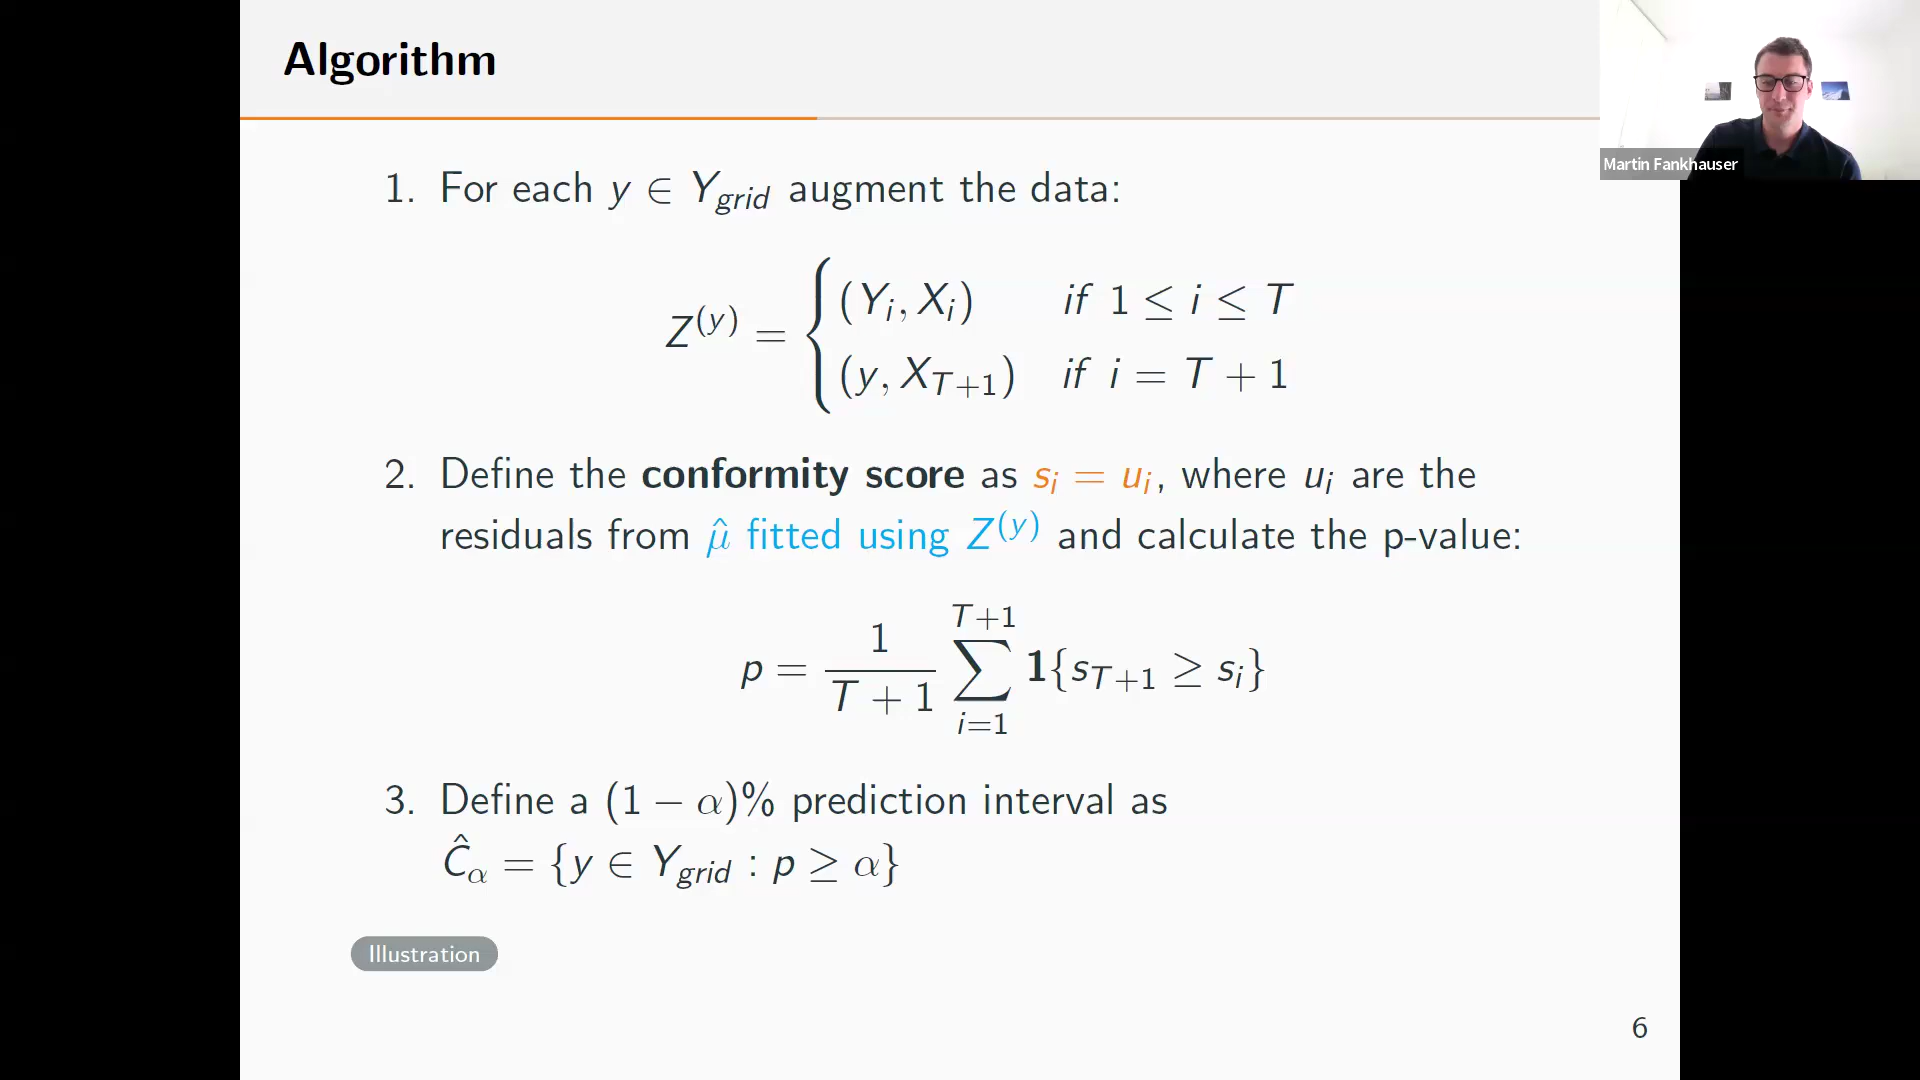 Algorithm
Martin Fankhauser
1. For each y ∈ Y_grid augment the data:
Z^(y) = { (Y_i, X_i) if 1 ≤ i ≤ T
(y, X_{T+1}) if i = T + 1
2. Define the conformity score as s_i = u_i, where u_i are the
residuals from μ̂ fitted using Z^(y) and calculate the p-value:
p = \frac{1}{T + 1} \sum_{i=1}^{T+1} 1{s_{T+1} ≥ s_i}
3. Define a (1 − α)% prediction interval as
Ĉ_α = {y ∈ Y_grid : p ≥ α}
Illustration
6